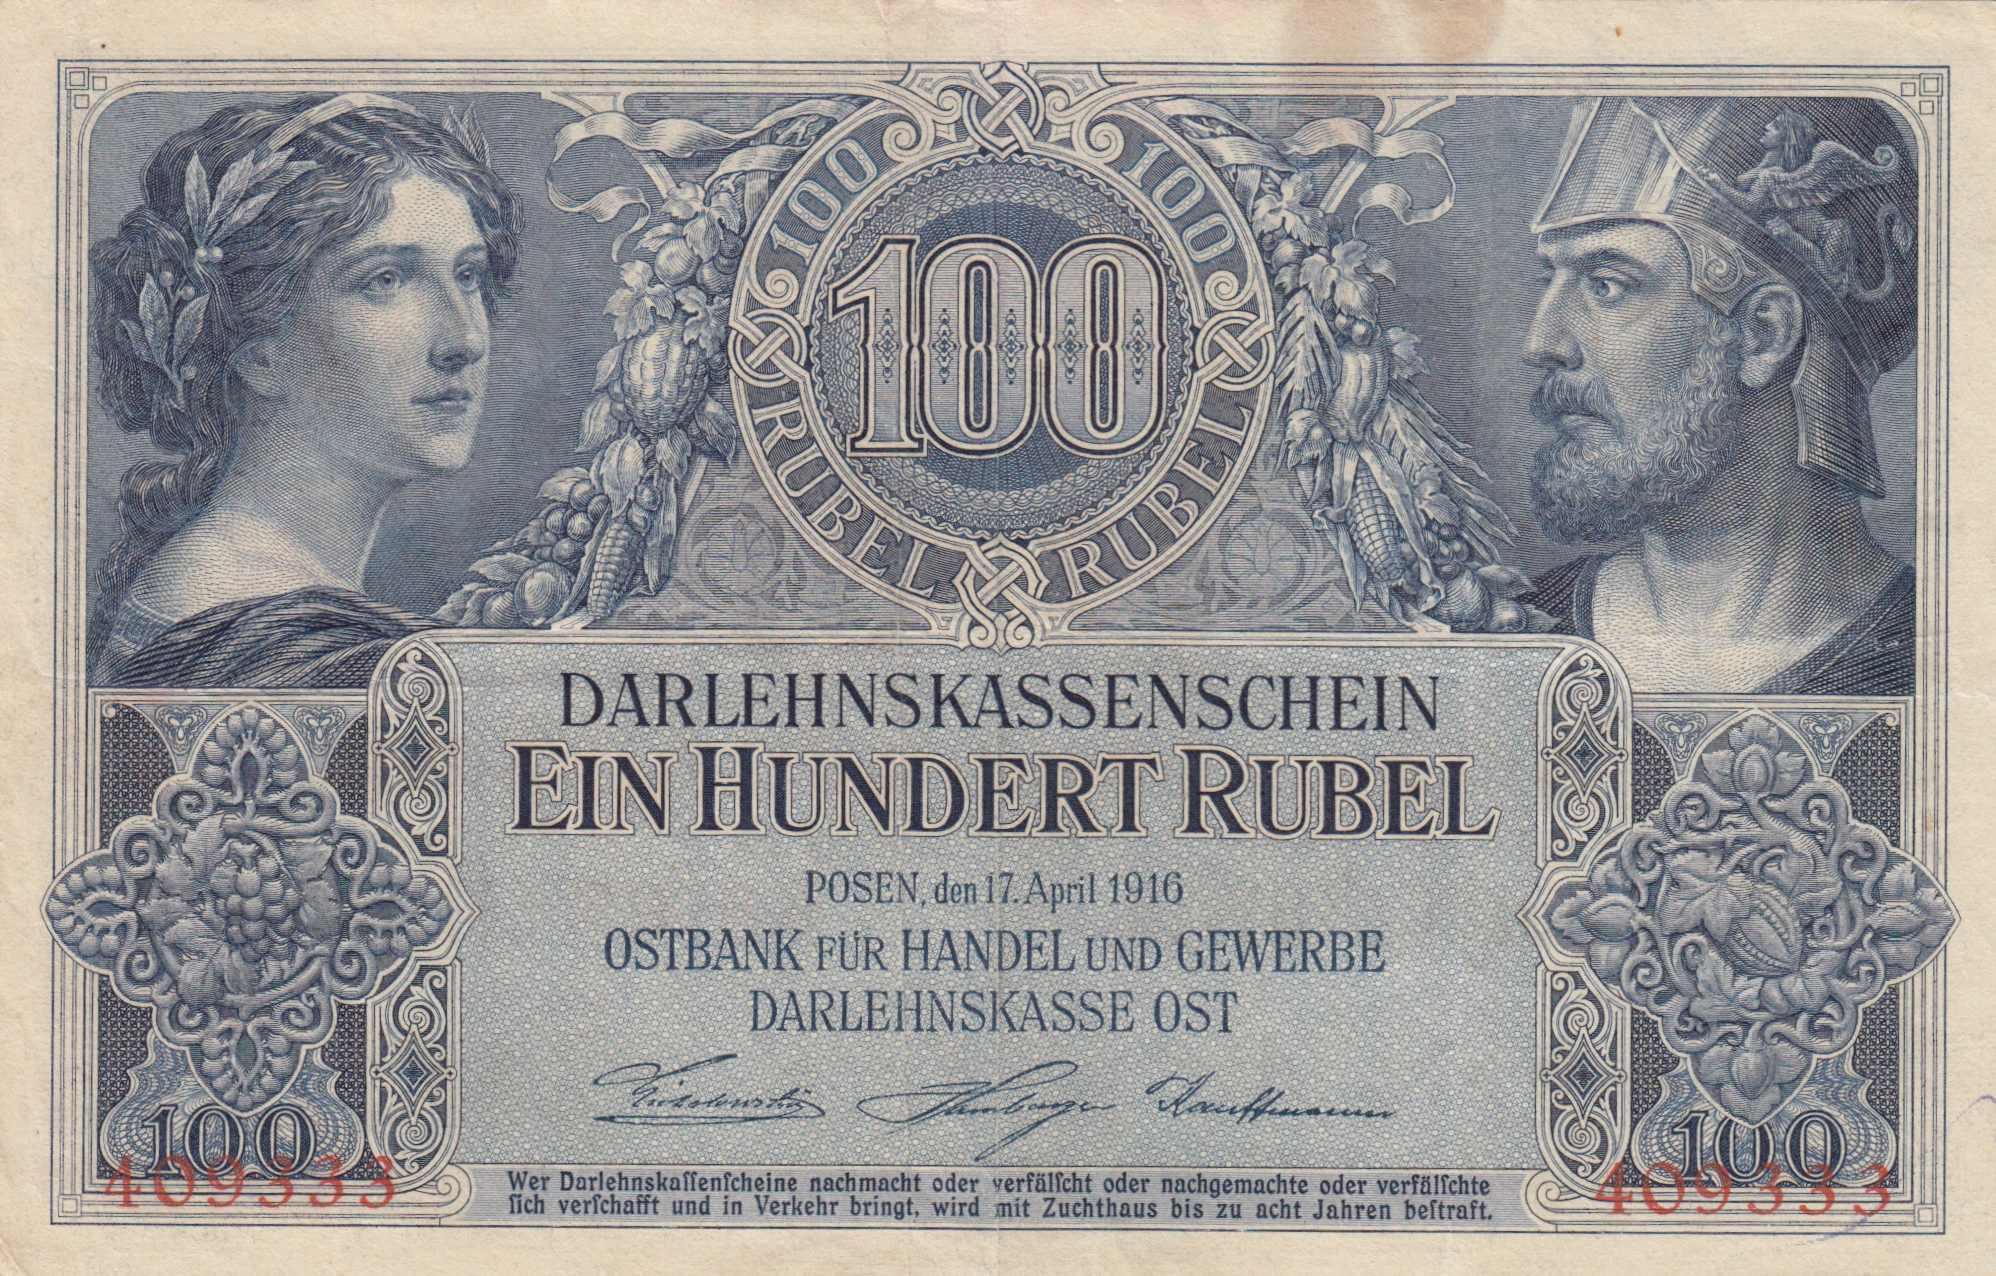 100 100
100
RUBEL RUBEL
DARLEHNSKASSENSCHEIN
EIN HUNDERT RUBEL
POSEN, den 17. April 1916
OSTBANK FÜR HANDEL UND GEWERBE
DARLEHNSKASSE OST
Hamburger Kauffmann
100 100
409333 409333
Wer Darlehnskaſſenſcheine nachmacht oder verfälſcht oder nachgemachte oder verfälſchte
ſich verſchafft und in Verkehr bringt, wird mit Zuchthaus bis zu acht Jahren beſtraft.